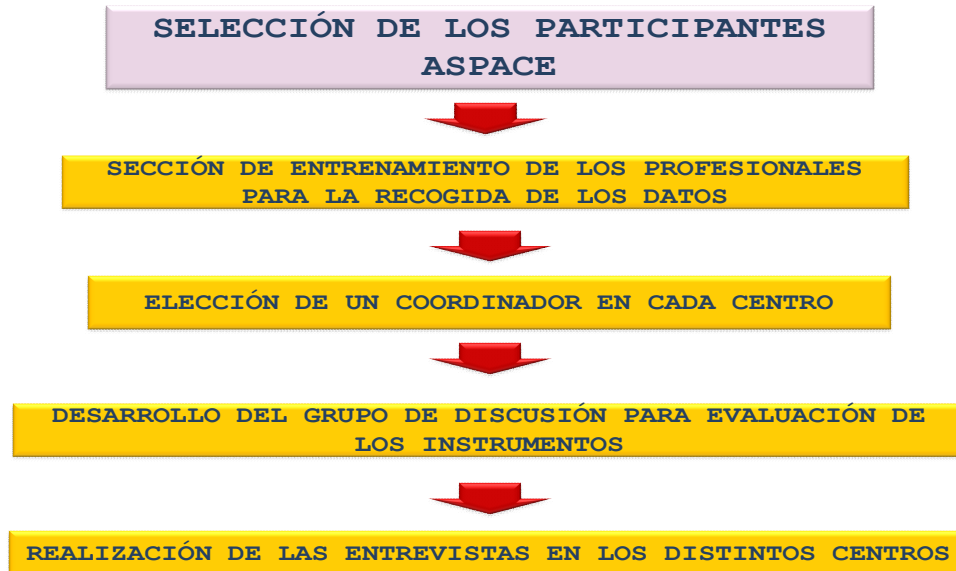 SELECCIÓN DE LOS PARTICIPANTES
ASPACE
SECCIÓN DE ENTRENAMIENTO DE LOS PROFESIONALES
PARA LA RECOGIDA DE LOS DATOS
ELECCIÓN DE UN COORDINADOR EN CADA CENTRO
DESARROLLO DEL GRUPO DE DISCUSIÓN PARA EVALUACIÓN DE
LOS INSTRUMENTOS
REALIZACIÓN DE LAS ENTREVISTAS EN LOS DISTINTOS CENTROS